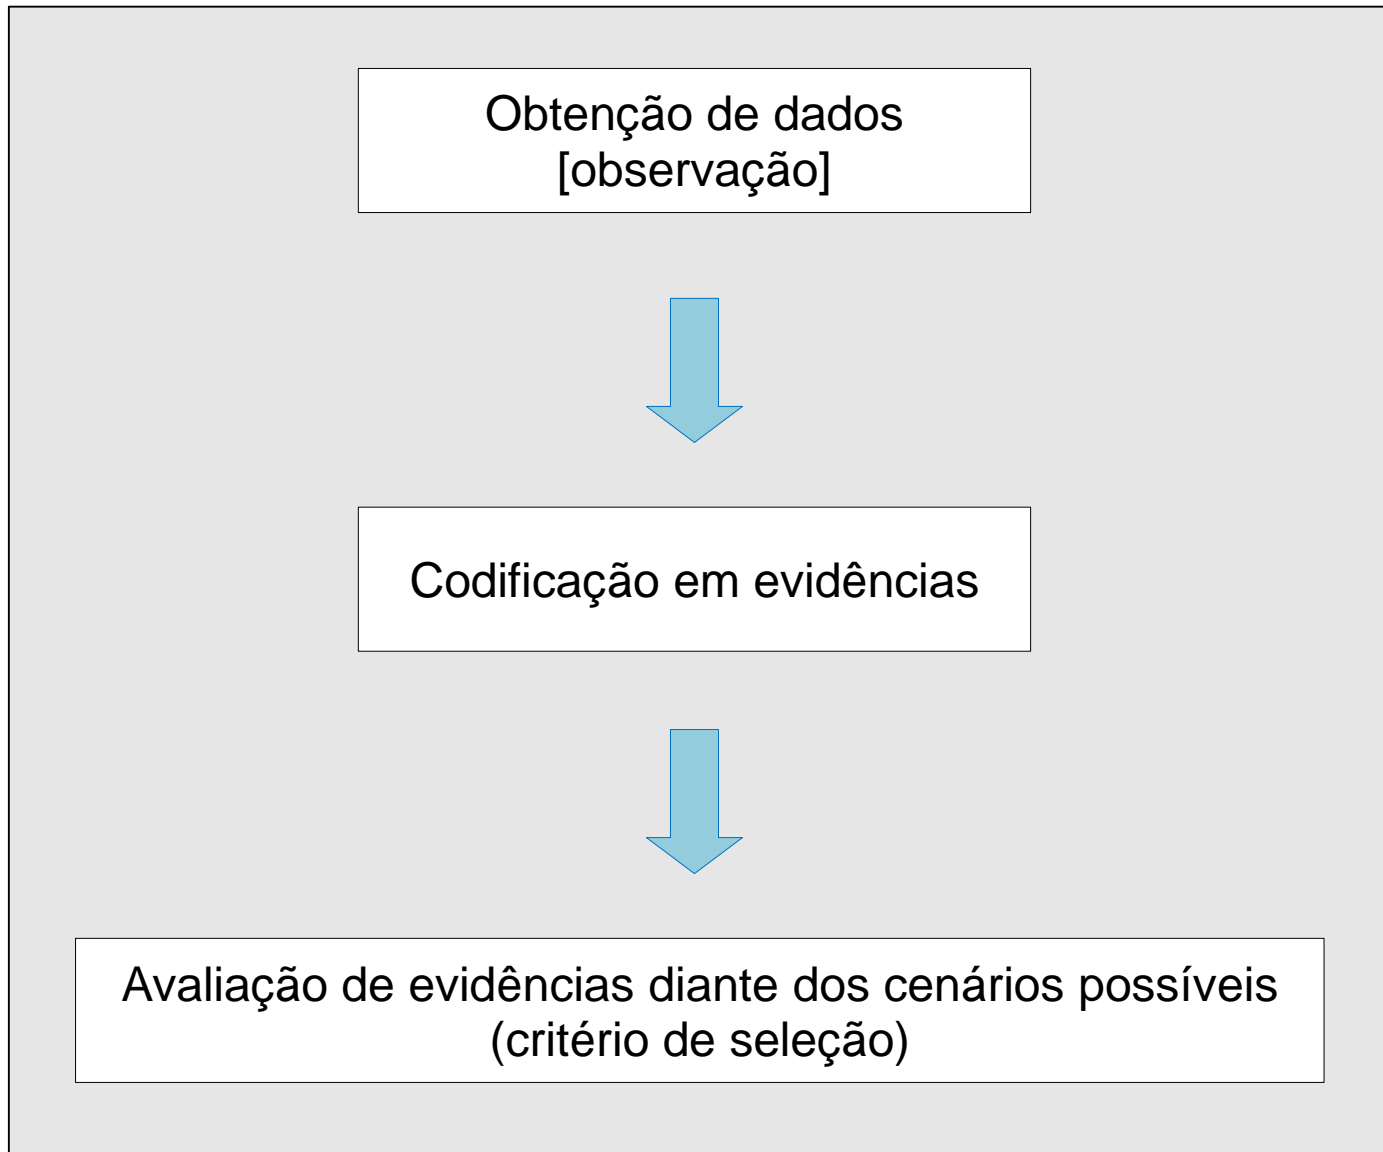 Obtenção de dados
[observação]
Codificação em evidências
Avaliação de evidências diante dos cenários possíveis
(critério de seleção)